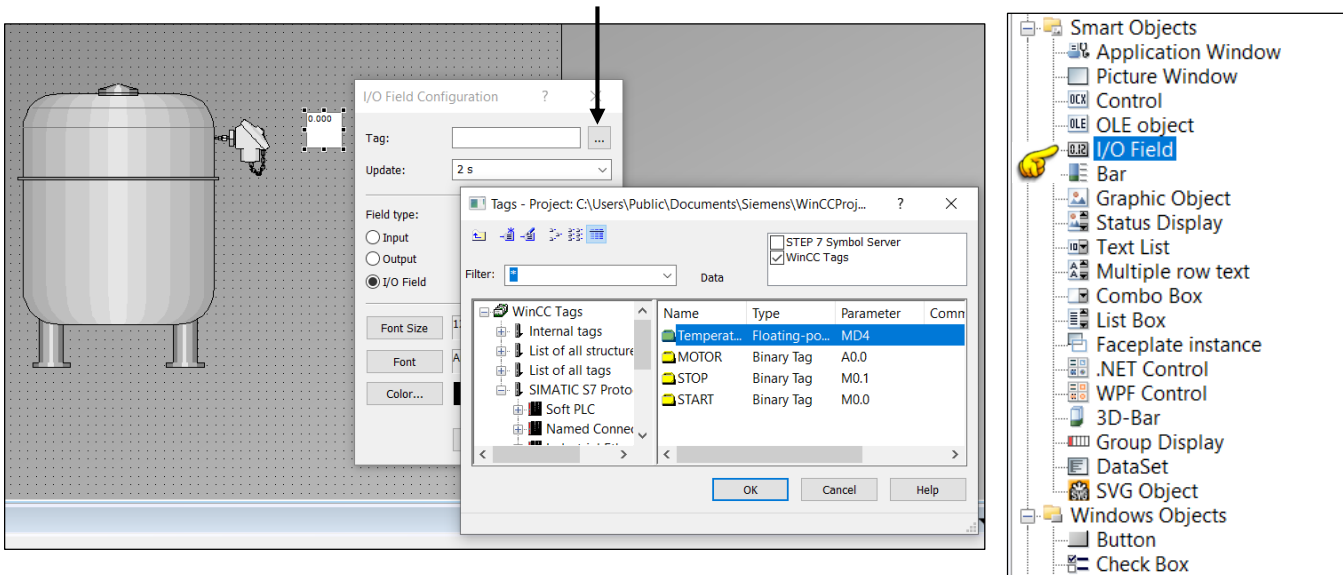 0.000
I/O Field Configuration ?
Tag: ...
Update: 2 s
Field type:
Input
Output
I/O Field
Font Size
Font
Color...
Tags - Project: C:\Users\Public\Documents\Siemens\WinCCProj... ?
STEP 7 Symbol Server
WinCC Tags
Filter: * Data
WinCC Tags
Internal tags
List of all structure
List of all tags
SIMATIC S7 Proto
Soft PLC
Named Connec
Name Type Parameter Comm
Temperat... Floating-po... MD4
MOTOR Binary Tag A0.0
STOP Binary Tag M0.1
START Binary Tag M0.0
OK Cancel Help
Smart Objects
Application Window
Picture Window
OCX Control
OLE OLE object
0.12 I/O Field
Bar
Graphic Object
Status Display
Text List
Multiple row text
Combo Box
List Box
Faceplate instance
.NET Control
WPF Control
3D-Bar
Group Display
DataSet
SVG Object
Windows Objects
Button
Check Box